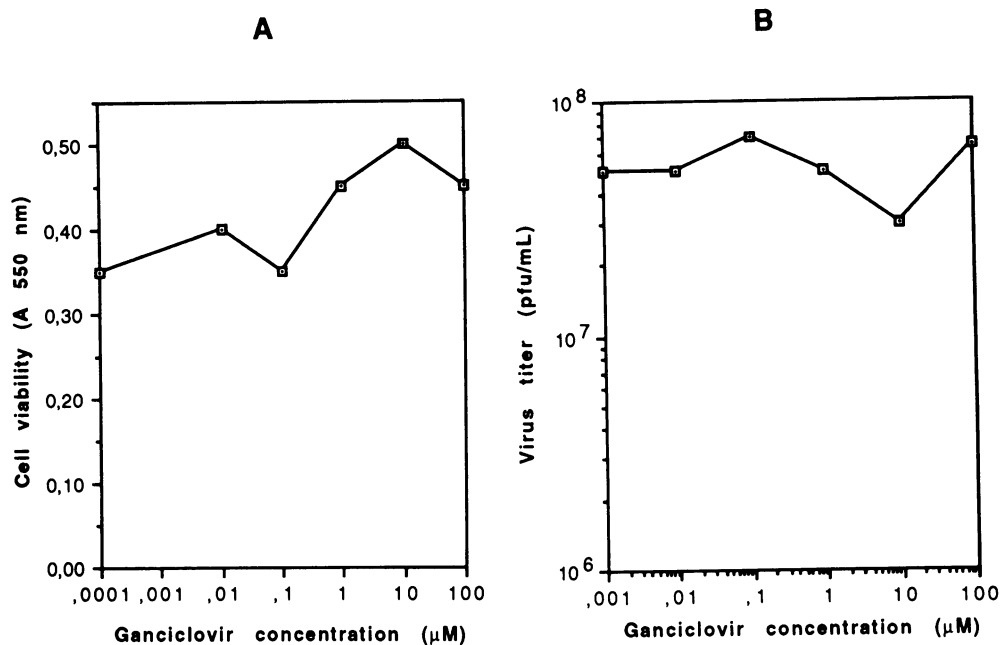 A
Cell viability (A 550 nm)
0,50
0,40
0,30
0,20
0,10
0,00
,0001 ,001 ,01 ,1 1 10 100
Ganciclovir concentration (µM)
B
Virus titer (pfu/mL)
10^8
10^7
10^6
,001 ,01 ,1 1 10 100
Ganciclovir concentration (µM)